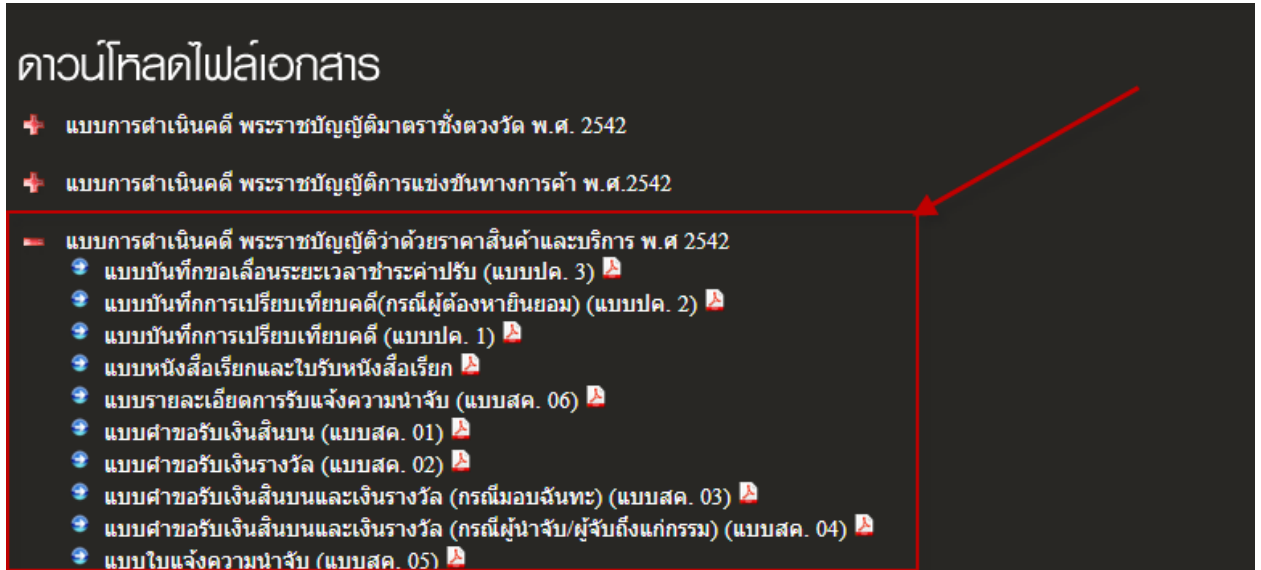 ดาวน์โหลดไฟล์เอกสาร
แบบการดำเนินคดี พระราชบัญญัติมาตราชั่งตวงวัด พ.ศ. 2542
แบบการดำเนินคดี พระราชบัญญัติการแข่งขันทางการค้า พ.ศ.2542
แบบการดำเนินคดี พระราชบัญญัติว่าด้วยราคาสินค้าและบริการ พ.ศ 2542
แบบบันทึกขอเลื่อนระยะเวลาชำระค่าปรับ (แบบปค. 3)
แบบบันทึกการเปรียบเทียบคดี(กรณีผู้ต้องหายินยอม) (แบบปค. 2)
แบบบันทึกการเปรียบเทียบคดี (แบบปค. 1)
แบบหนังสือเรียกและใบรับหนังสือเรียก
แบบรายละเอียดการรับแจ้งความนำจับ (แบบสค. 06)
แบบคำขอรับเงินสินบน (แบบสค. 01)
แบบคำขอรับเงินรางวัล (แบบสค. 02)
แบบคำขอรับเงินสินบนและเงินรางวัล (กรณีมอบฉันทะ) (แบบสค. 03)
แบบคำขอรับเงินสินบนและเงินรางวัล (กรณีผู้นำจับ/ผู้จับถึงแก่กรรม) (แบบสค. 04)
แบบใบแจ้งความนำจับ (แบบสค. 05)